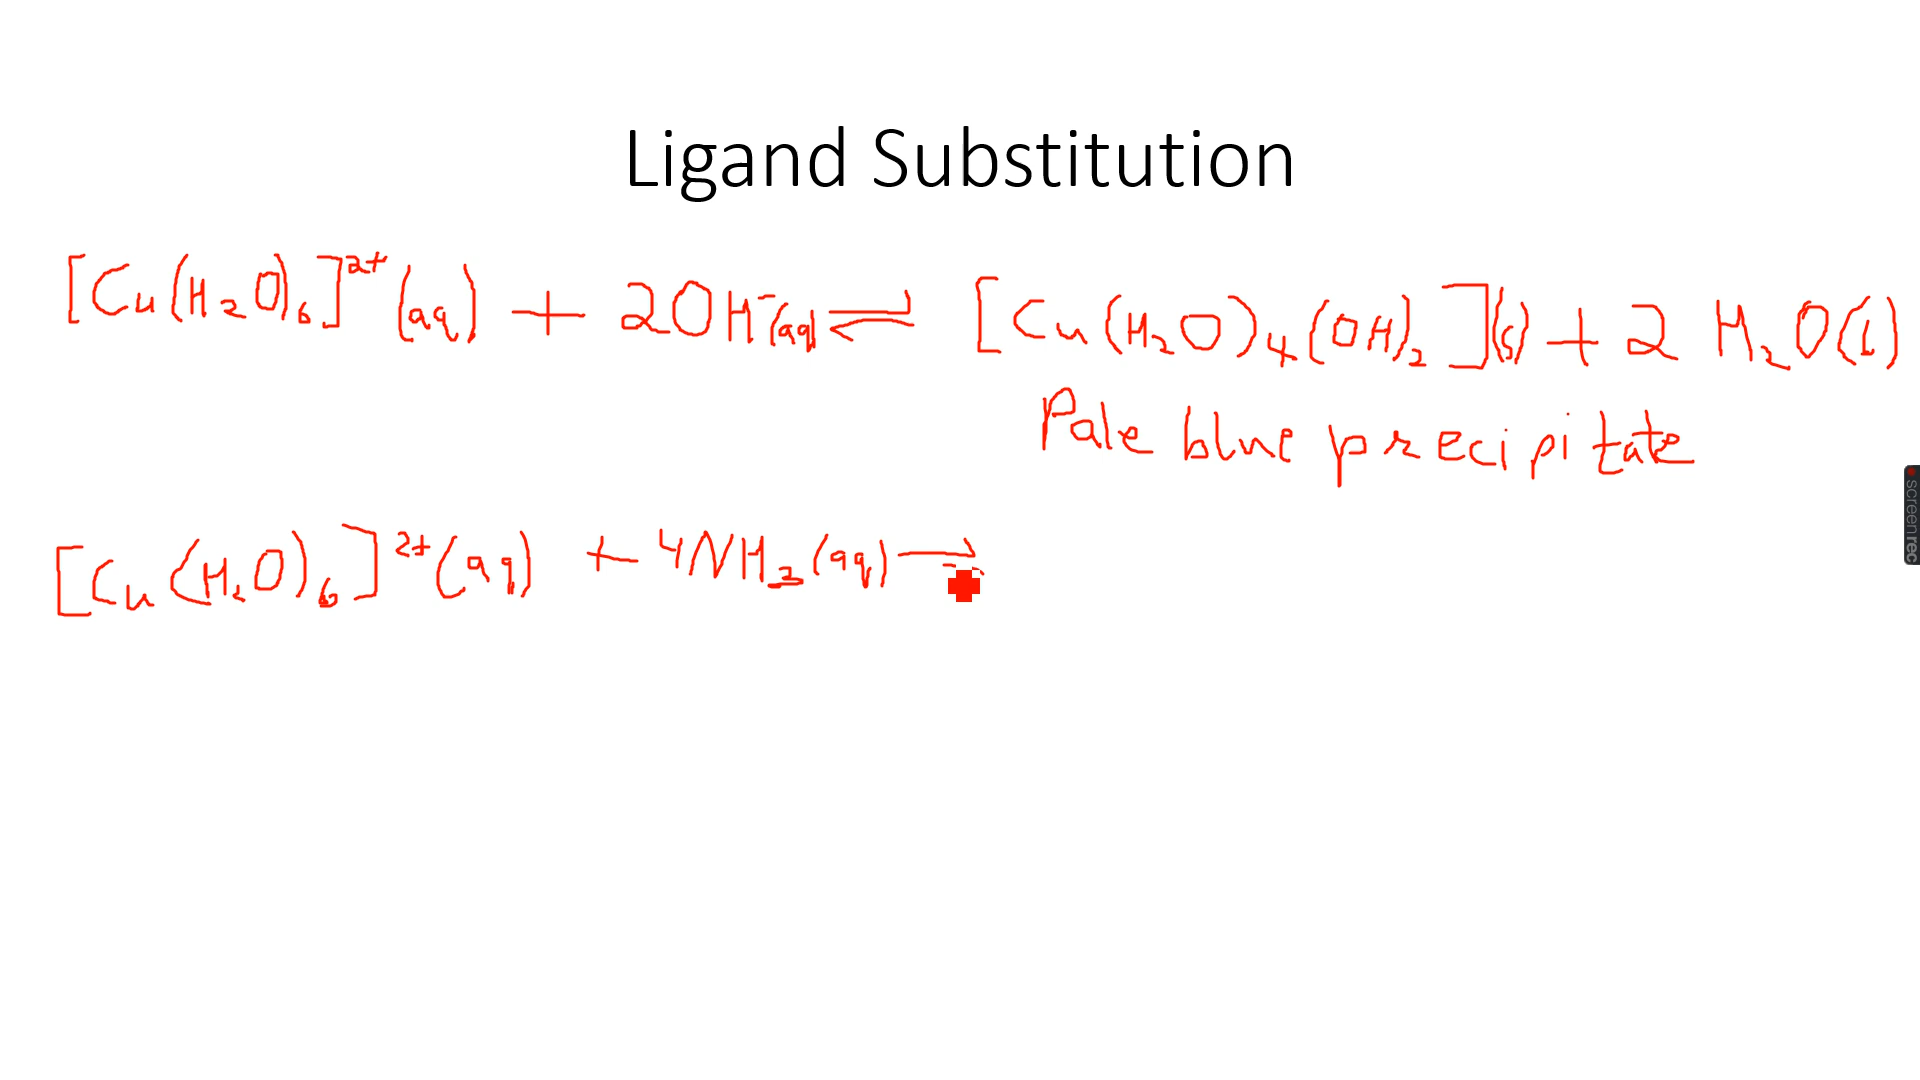 Ligand Substitution
[Cu(H₂O)₆]²⁺(aq) + 2OH⁻(aq) ⇌ [Cu(H₂O)₄(OH)₂](s) + 2 H₂O(l)
Pale blue precipitate
[Cu(H₂O)₆]²⁺(aq) + 4NH₃(aq) ⇌
screenrec